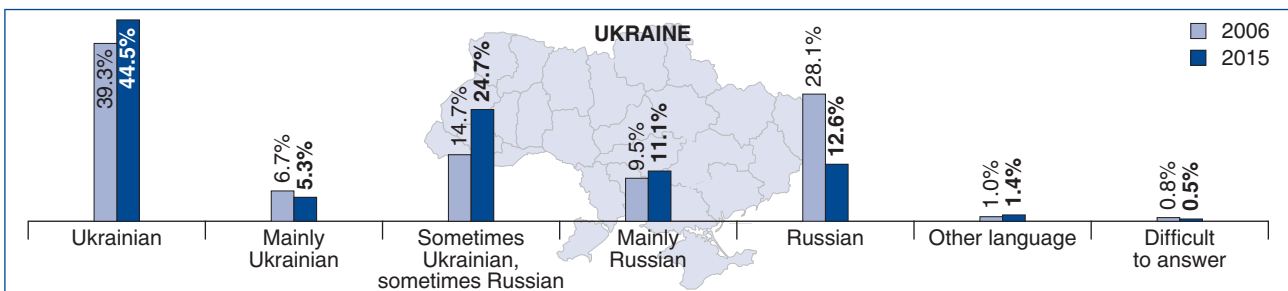 UKRAINE
2006
2015
39.3%
44.5%
6.7%
5.3%
14.7%
24.7%
9.5%
11.1%
28.1%
12.6%
1.0%
1.4%
0.8%
0.5%
Ukrainian
Mainly
Ukrainian
Sometimes
Ukrainian,
sometimes Russian
Mainly
Russian
Russian
Other language
Difficult
to answer